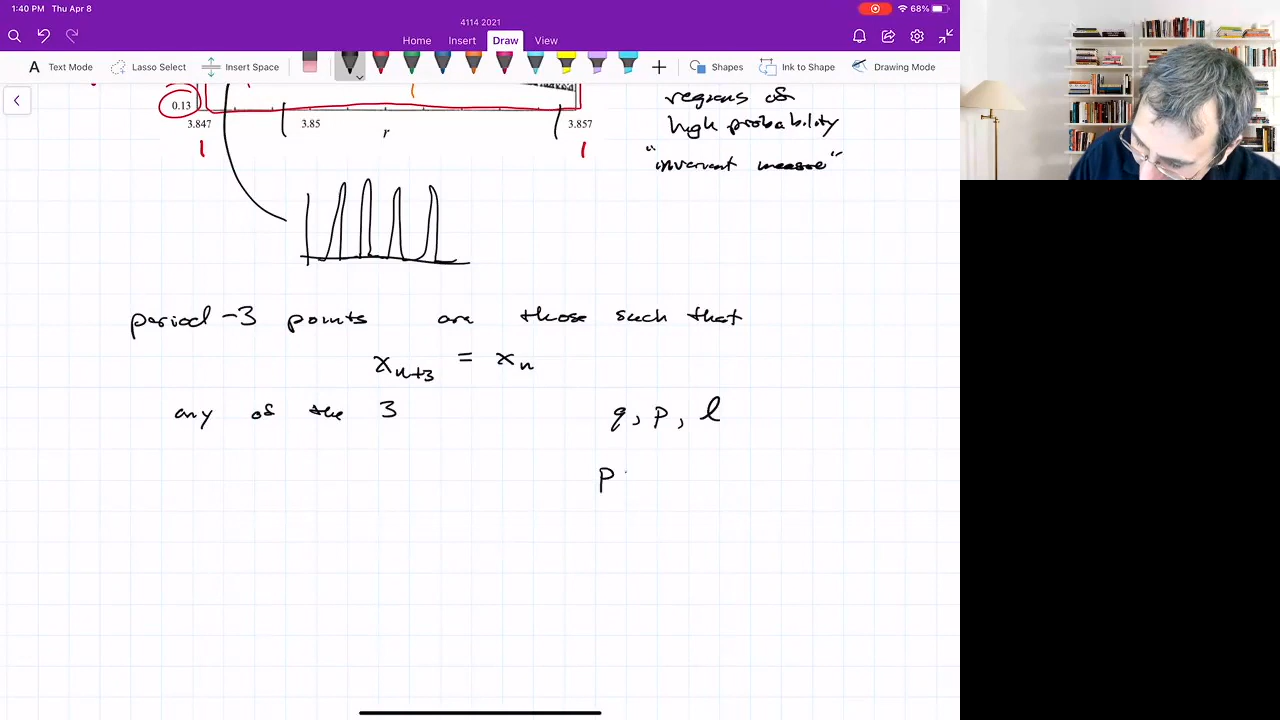 1:40 PM Thu Apr 8
68%
4114 2021
Home Insert Draw View
Text Mode Lasso Select Insert Space Shapes Ink to Shape Drawing Mode
0.13
3.847 3.85 3.857
r
regions of
high probability
"invariant measure"
period-3 points are those such that
x_{n+3} = x_n
any of the 3 q, p, l
p